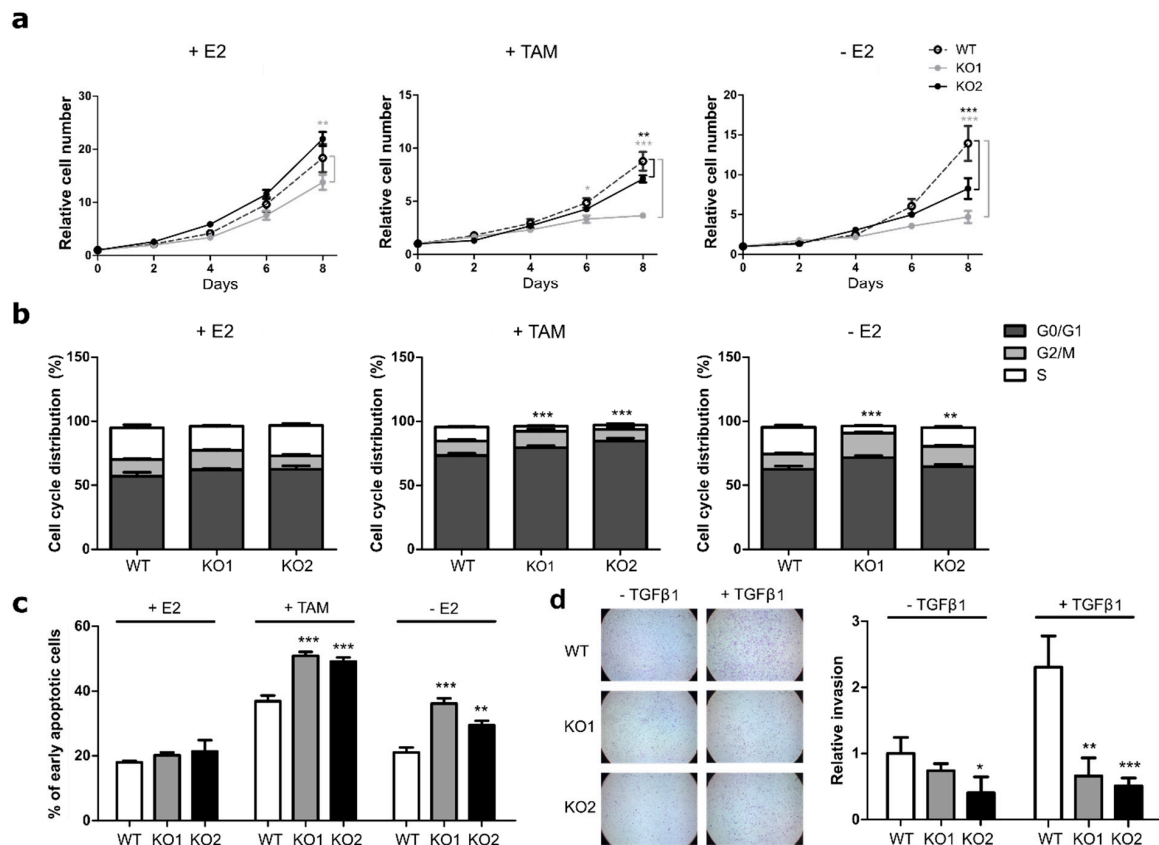 a
+ E2
+ TAM
- E2
WT
KO1
KO2
Relative cell number
30
20
10
0
**
0 2 4 6 8
Days
Relative cell number
15
10
5
0
*
**
***
0 2 4 6 8
Days
Relative cell number
20
15
10
5
0
***
***
0 2 4 6 8
Days
b
+ E2
+ TAM
- E2
G0/G1
G2/M
S
Cell cycle distribution (%)
150
100
50
0
WT KO1 KO2
Cell cycle distribution (%)
150
100
50
0
*** ***
WT KO1 KO2
Cell cycle distribution (%)
150
100
50
0
*** **
WT KO1 KO2
c
+ E2
+ TAM
- E2
% of early apoptotic cells
60
40
20
0
*** ***
*** **
WT KO1 KO2 WT KO1 KO2 WT KO1 KO2
d
- TGFβ1 + TGFβ1
WT
KO1
KO2
- TGFβ1
+ TGFβ1
Relative invasion
3
2
1
0
*
**
***
WT KO1 KO2 WT KO1 KO2